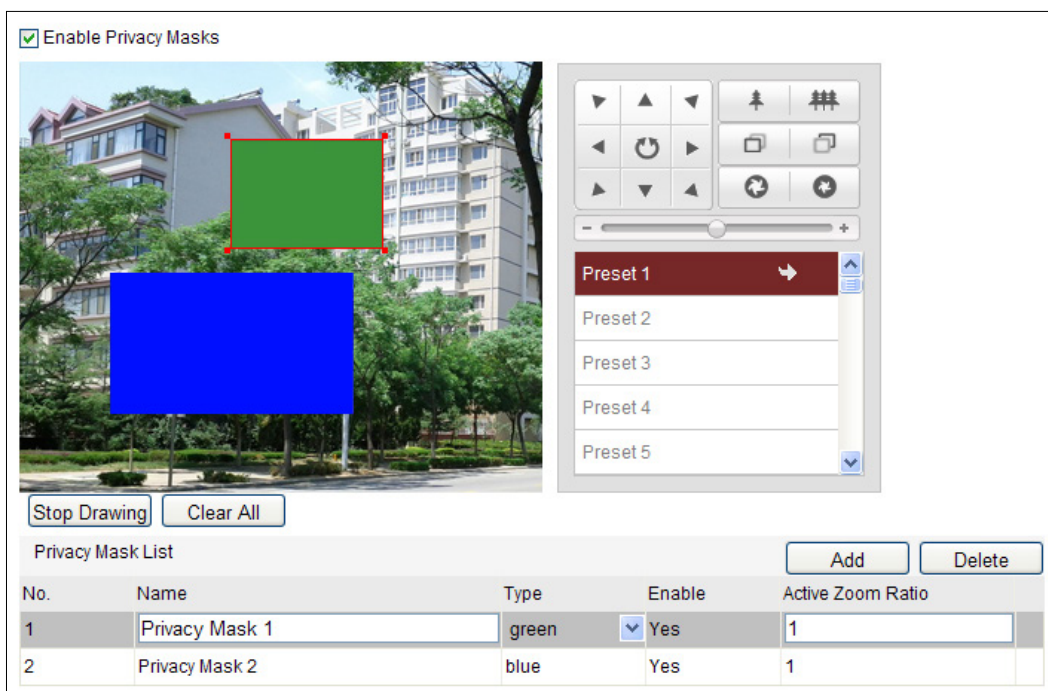 Enable Privacy Masks
Preset 1
Preset 2
Preset 3
Preset 4
Preset 5
Stop Drawing Clear All
Privacy Mask List Add Delete
No. Name Type Enable Active Zoom Ratio
1 Privacy Mask 1 green Yes 1
2 Privacy Mask 2 blue Yes 1